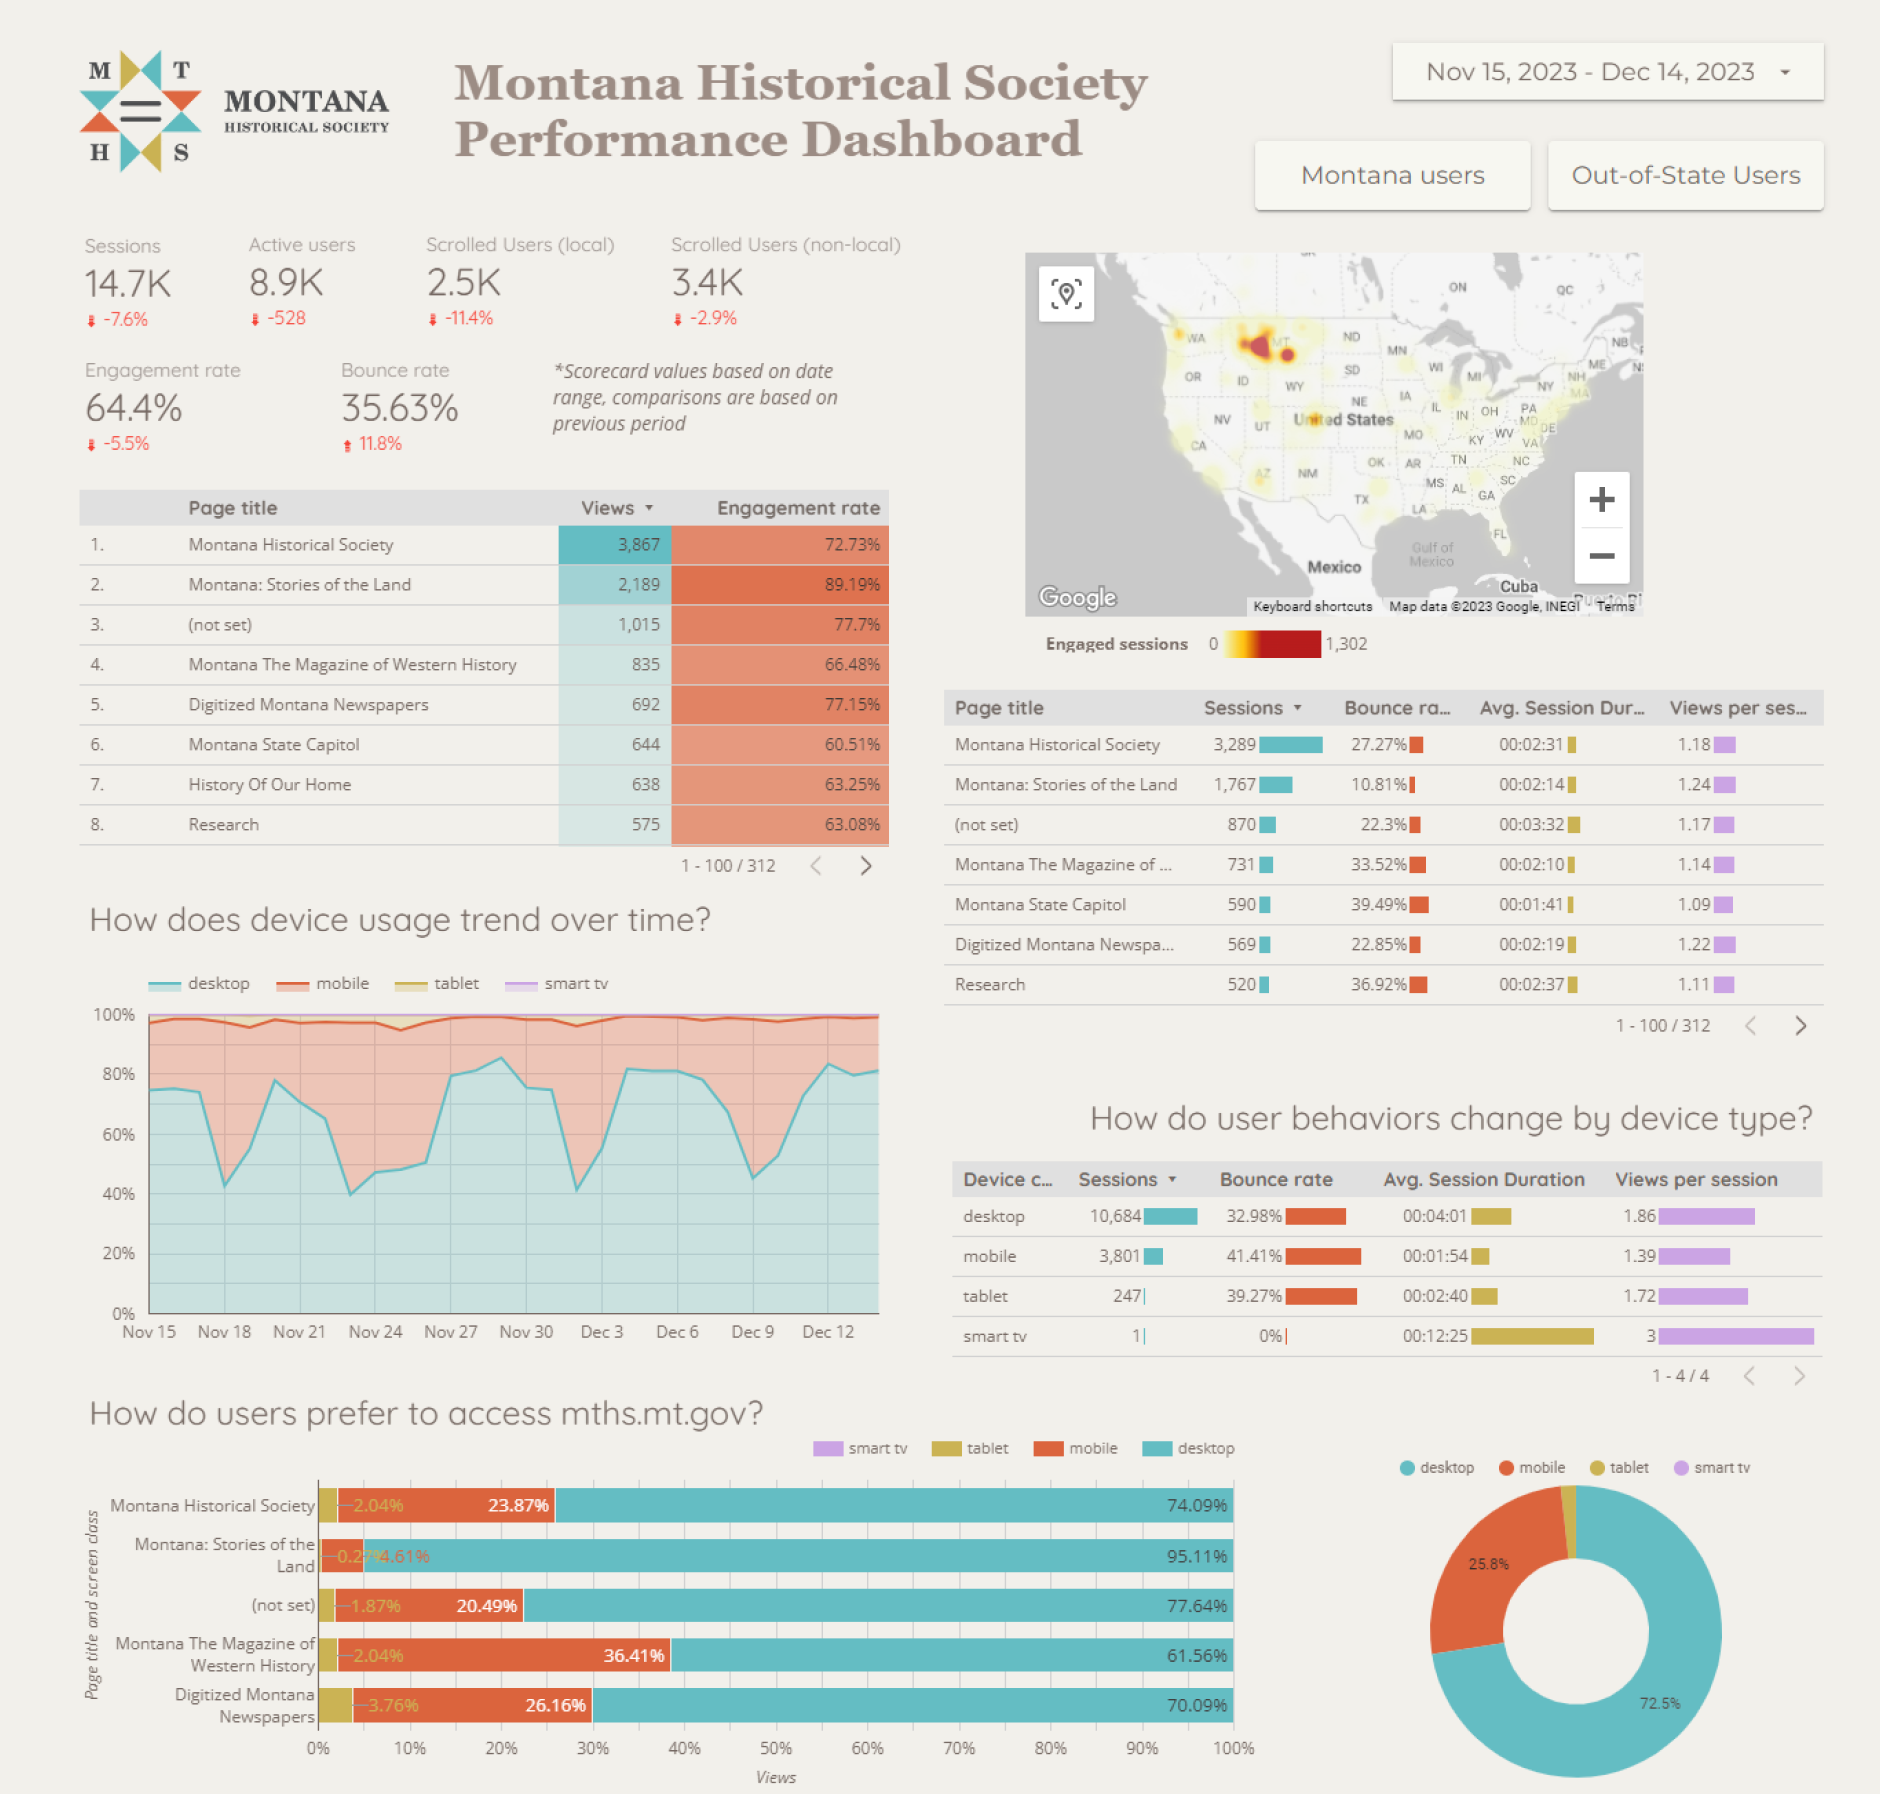 M T
H S
MONTANA
HISTORICAL SOCIETY
Montana Historical Society
Performance Dashboard
Nov 15, 2023 - Dec 14, 2023
Montana users
Out-of-State Users
Sessions
14.7K
-7.6%
Active users
8.9K
-528
Scrolled Users (local)
2.5K
-11.4%
Scrolled Users (non-local)
3.4K
-2.9%
Engagement rate
64.4%
-5.5%
Bounce rate
35.63%
11.8%
*Scorecard values based on date
range, comparisons are based on
previous period
Page title Views Engagement rate
1. Montana Historical Society 3,867 72.73%
2. Montana: Stories of the Land 2,189 89.19%
3. (not set) 1,015 77.7%
4. Montana The Magazine of Western History 835 66.48%
5. Digitized Montana Newspapers 692 77.15%
6. Montana State Capitol 644 60.51%
7. History Of Our Home 638 63.25%
8. Research 575 63.08%
1 - 100 / 312
ON
QC
WA
MT
ND
MN
NB
ME
OR
ID
WY
SD
WI
MI
NY
NH
MA
NE
IA
NV
UT
United States
IL
IN
OH
PA
MD
DE
CA
MO
KY
WV
VA
AZ
NM
OK
AR
TN
NC
TX
MS
AL
GA
SC
LA
FL
Gulf of
Mexico
Mexico
Cuba
Google
Keyboard shortcuts Map data ©2023 Google, INEGI Terms
Engaged sessions 0 1,302
Page title Sessions Bounce ra... Avg. Session Dur... Views per ses...
Montana Historical Society 3,289 27.27% 00:02:31 1.18
Montana: Stories of the Land 1,767 10.81% 00:02:14 1.24
(not set) 870 22.3% 00:03:32 1.17
Montana The Magazine of ... 731 33.52% 00:02:10 1.14
Montana State Capitol 590 39.49% 00:01:41 1.09
Digitized Montana Newspa... 569 22.85% 00:02:19 1.22
Research 520 36.92% 00:02:37 1.11
1 - 100 / 312
How does device usage trend over time?
desktop mobile tablet smart tv
100%
80%
60%
40%
20%
0%
Nov 15 Nov 18 Nov 21 Nov 24 Nov 27 Nov 30 Dec 3 Dec 6 Dec 9 Dec 12
How do user behaviors change by device type?
Device c... Sessions Bounce rate Avg. Session Duration Views per session
desktop 10,684 32.98% 00:04:01 1.86
mobile 3,801 41.41% 00:01:54 1.39
tablet 247 39.27% 00:02:40 1.72
smart tv 1 0% 00:12:25 3
1 - 4 / 4
How do users prefer to access mths.mt.gov?
smart tv tablet mobile desktop
Page title and screen class
Montana Historical Society 2.04% 23.87% 74.09%
Montana: Stories of the
Land 4.61% 95.11%
(not set) 1.87% 20.49% 77.64%
Montana The Magazine of
Western History 2.04% 36.41% 61.56%
Digitized Montana
Newspapers 3.76% 26.16% 70.09%
0% 10% 20% 30% 40% 50% 60% 70% 80% 90% 100%
Views
desktop mobile tablet smart tv
25.8%
72.5%